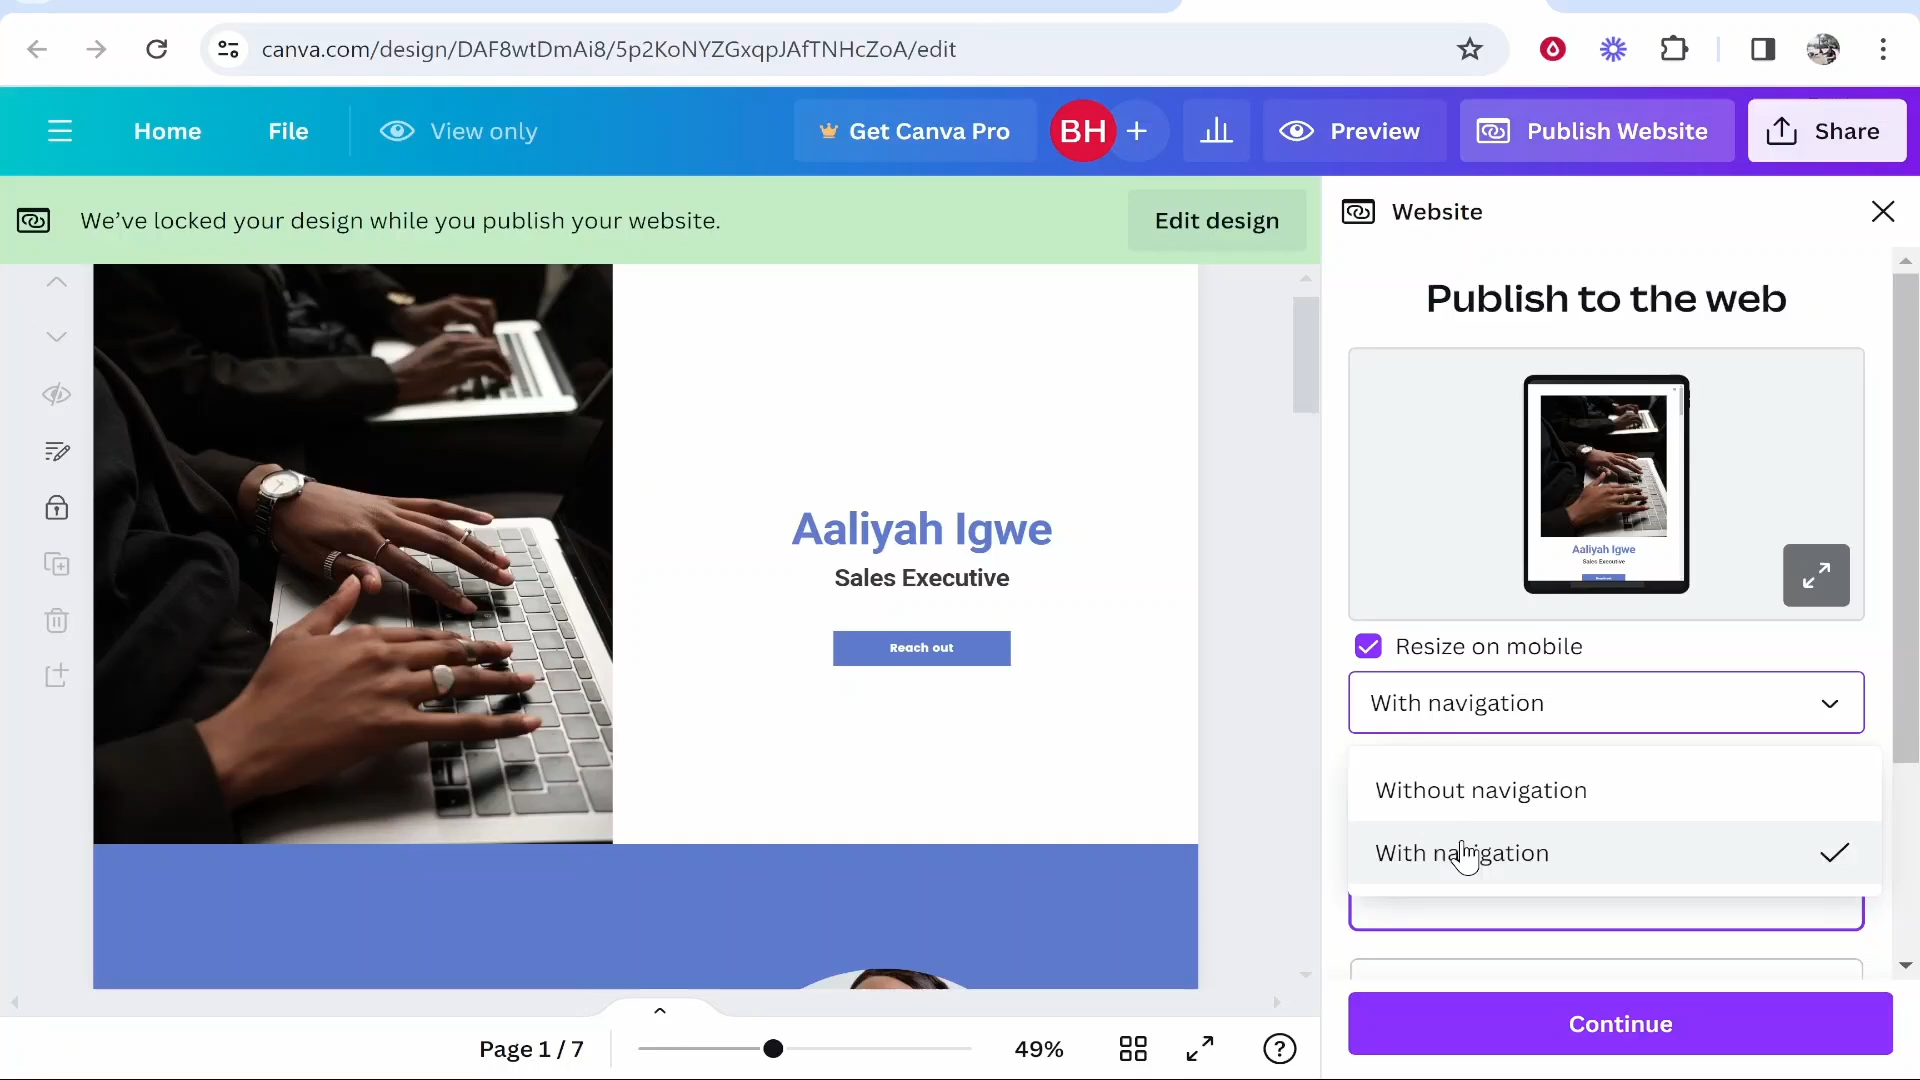 canva.com/design/DAF8wtDmAi8/5p2KoNYZGxqpJAfTNHcZoA/edit
Home
File
View only
Get Canva Pro
BH
Preview
Publish Website
Share
We've locked your design while you publish your website.
Edit design
Website
Publish to the web
Aaliyah Igwe
Sales Executive
Reach out
Aaliyah Igwe
Sales Executive
Resize on mobile
With navigation
Without navigation
With navigation
Continue
Page 1 / 7
49%